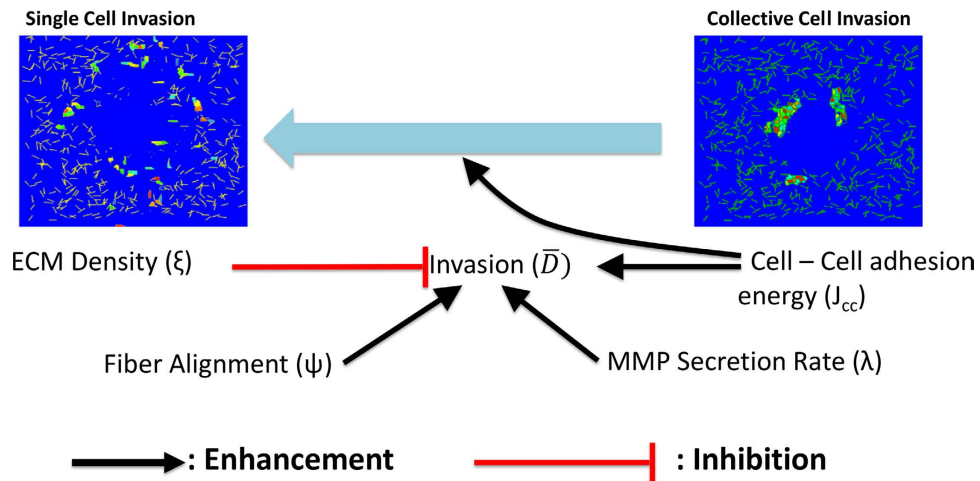 Single Cell Invasion
Collective Cell Invasion
ECM Density (ξ)
Invasion (D̅)
Cell – Cell adhesion
energy (Jcc)
Fiber Alignment (ψ)
MMP Secretion Rate (λ)
: Enhancement
: Inhibition